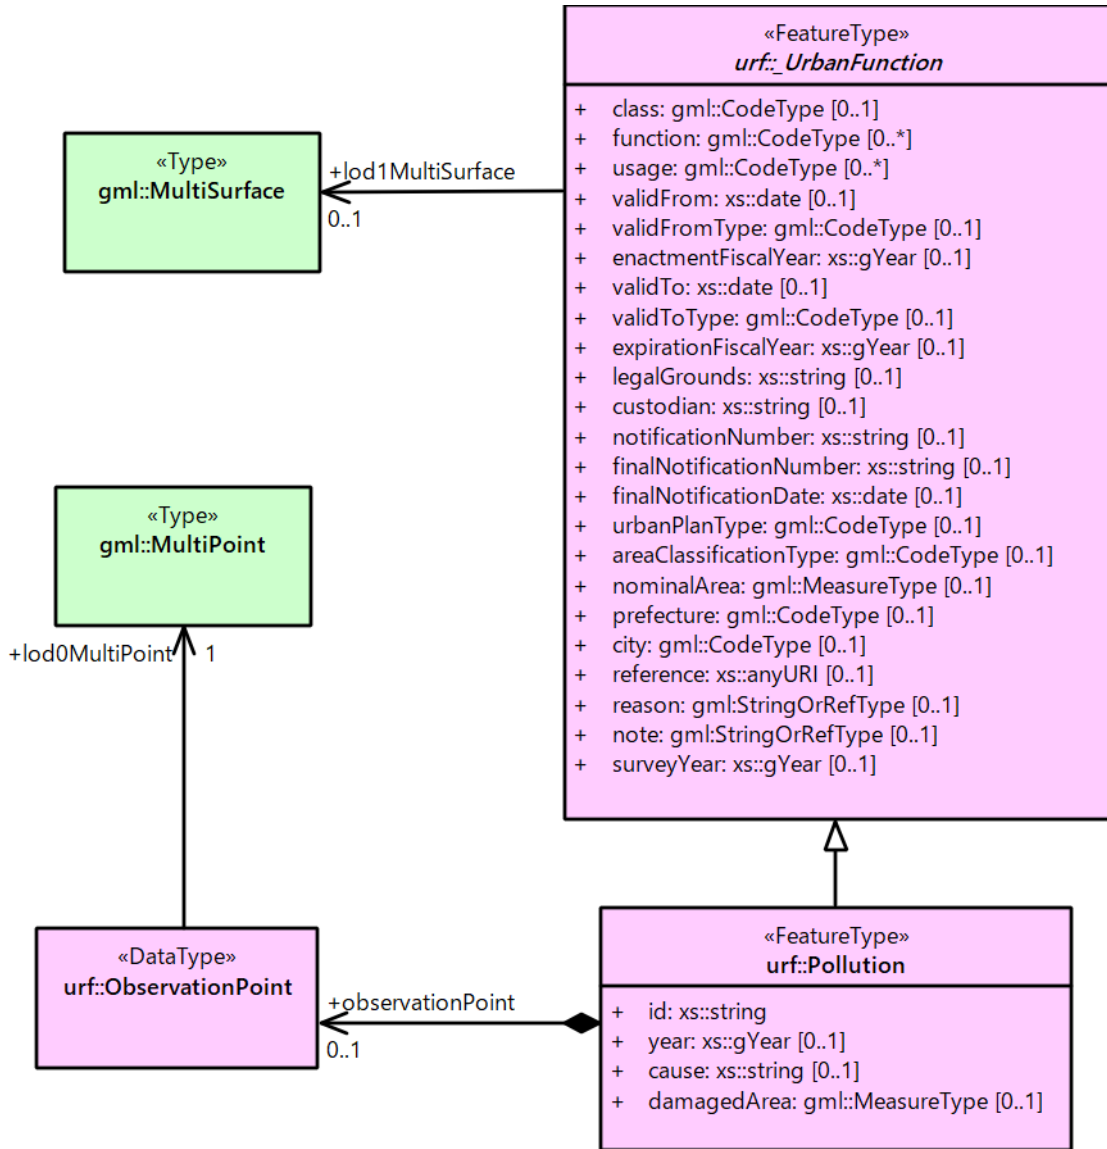 «FeatureType»
urf::_UrbanFunction
+ class: gml::CodeType [0..1]
+ function: gml::CodeType [0..*]
+ usage: gml::CodeType [0..*]
+ validFrom: xs::date [0..1]
+ validFromType: gml::CodeType [0..1]
+ enactmentFiscalYear: xs::gYear [0..1]
+ validTo: xs::date [0..1]
+ validToType: gml::CodeType [0..1]
+ expirationFiscalYear: xs::gYear [0..1]
+ legalGrounds: xs::string [0..1]
+ custodian: xs::string [0..1]
+ notificationNumber: xs::string [0..1]
+ finalNotificationNumber: xs::string [0..1]
+ finalNotificationDate: xs::date [0..1]
+ urbanPlanType: gml::CodeType [0..1]
+ areaClassificationType: gml::CodeType [0..1]
+ nominalArea: gml::MeasureType [0..1]
+ prefecture: gml::CodeType [0..1]
+ city: gml::CodeType [0..1]
+ reference: xs::anyURI [0..1]
+ reason: gml:StringOrRefType [0..1]
+ note: gml:StringOrRefType [0..1]
+ surveyYear: xs::gYear [0..1]
«Type»
gml::MultiSurface
+lod1MultiSurface
0..1
«Type»
gml::MultiPoint
+lod0MultiPoint
1
«DataType»
urf::ObservationPoint
+observationPoint
0..1
«FeatureType»
urf::Pollution
+ id: xs::string
+ year: xs::gYear [0..1]
+ cause: xs::string [0..1]
+ damagedArea: gml::MeasureType [0..1]